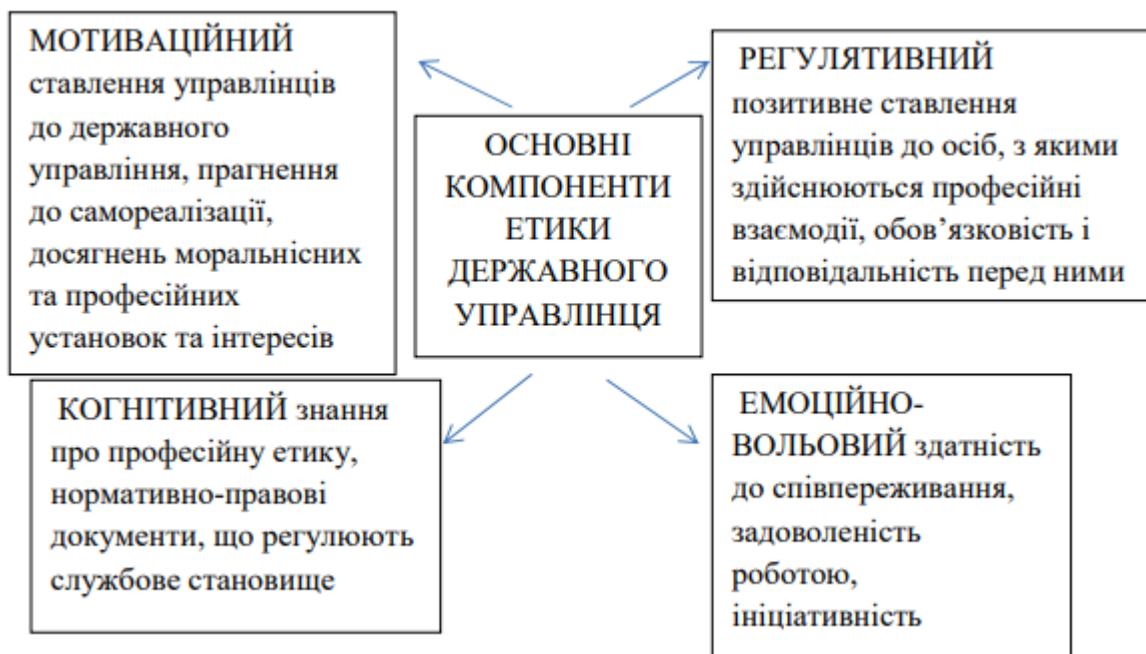 МОТИВАЦІЙНИЙ
ставлення управлінців
до державного
управління, прагнення
до самореалізації,
досягнень моральнісних
та професійних
установок та інтересів
РЕГУЛЯТИВНИЙ
позитивне ставлення
управлінців до осіб, з якими
здійснюються професійні
взаємодії, обов’язковість і
відповідальність перед ними
ОСНОВНІ
КОМПОНЕНТИ
ЕТИКИ
ДЕРЖАВНОГО
УПРАВЛІНЦЯ
КОГНІТИВНИЙ знання
про професійну етику,
нормативно-правові
документи, що регулюють
службове становище
ЕМОЦІЙНО-
ВОЛЬОВИЙ здатність
до співпереживання,
задоволеність
роботою,
ініціативність